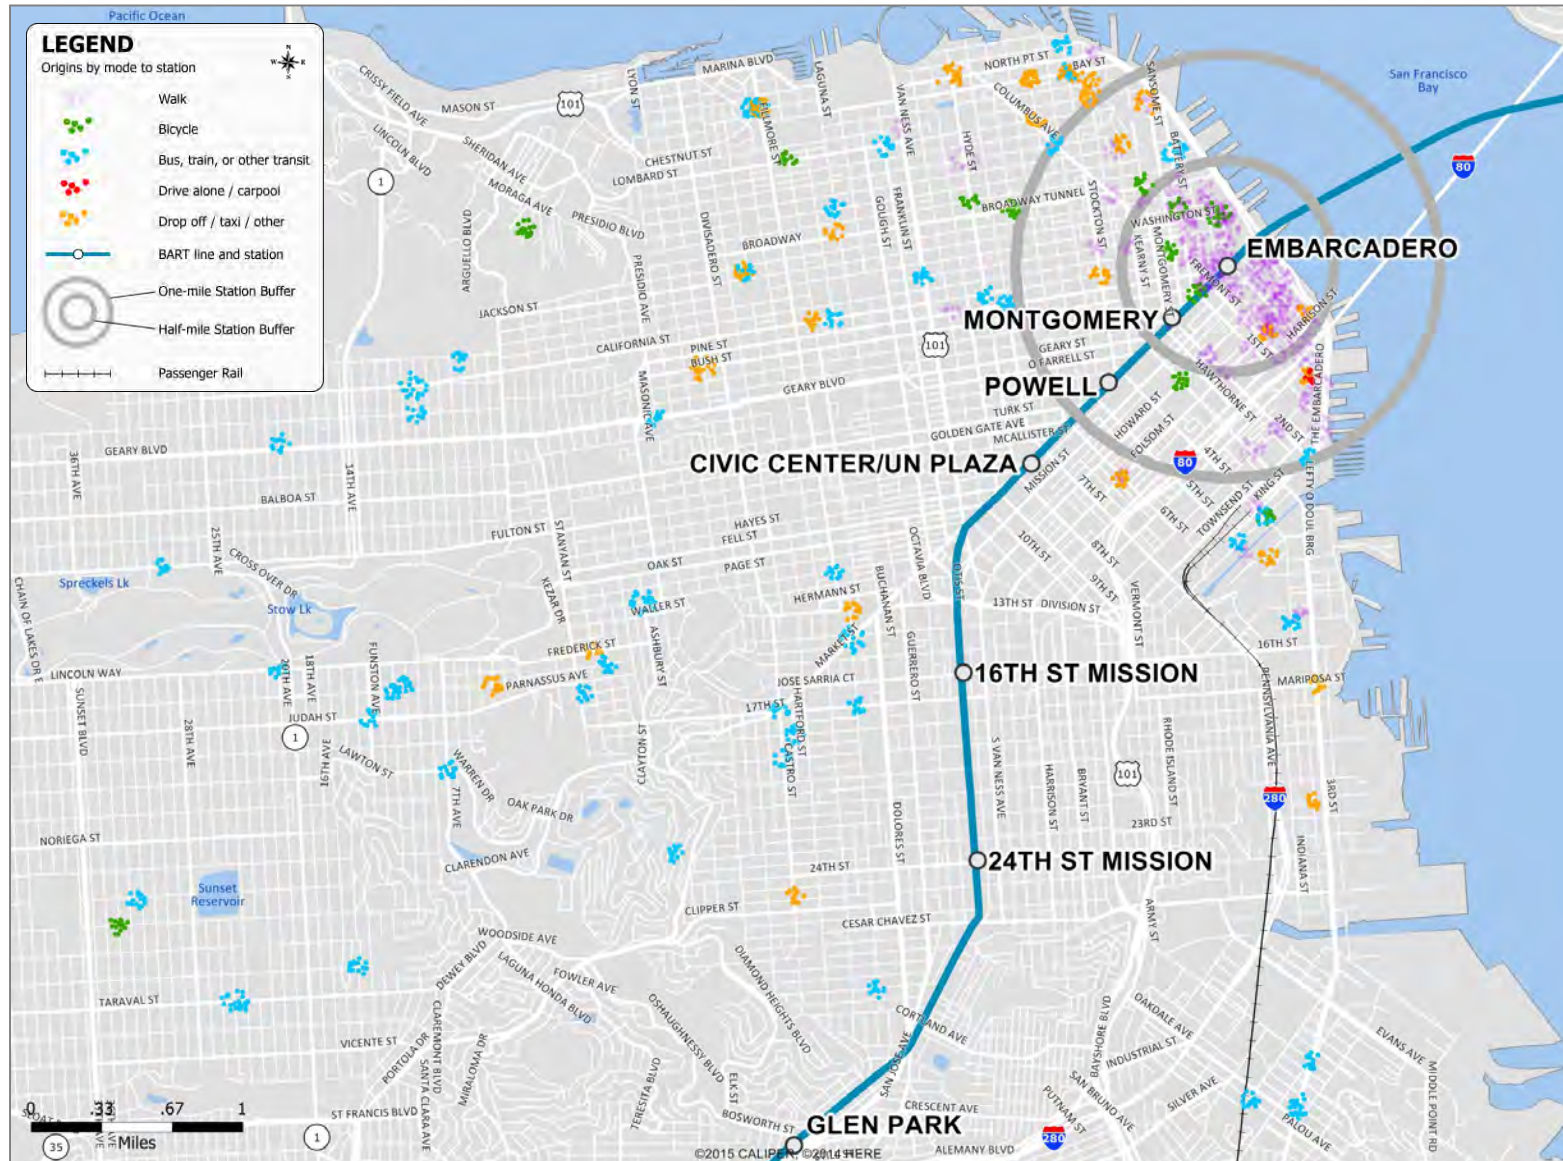 Pacific Ocean
LEGEND
Origins by mode to station
N
W
E
S
Walk
Bicycle
Bus, train, or other transit
Drive alone / carpool
Drop off / taxi / other
BART line and station
One-mile Station Buffer
Half-mile Station Buffer
Passenger Rail
San Francisco
Bay
CRISSY FIELD AVE
MASON ST
LINCOLN BLVD
SHERIDAN AVE
MORAGA AVE
PRESIDIO BLVD
ARGUELLO BLVD
LYON ST
101
MARINA BLVD
LAGUNA ST
FILLMORE ST
CHESTNUT ST
LOMBARD ST
VAN NESS AVE
HYDE ST
NORTH PT ST
BAY ST
COLUMBUS AVE
SANSOME ST
BATTERY ST
80
1
DIVISADERO ST
BROADWAY
GOUGH ST
FRANKLIN ST
BROADWAY TUNNEL
STOCKTON ST
WASHINGTON ST
KEARNY ST
MONTGOMERY ST
FREMONT ST
EMBARCADERO
PRESIDIO AVE
JACKSON ST
CALIFORNIA ST
PINE ST
BUSH ST
MONTGOMERY
101
GEARY ST
O FARRELL ST
1ST ST
HARRISON ST
HAWTHORNE ST
THE EMBARCADERO
MASONIC AVE
GEARY BLVD
POWELL
TURK ST
GOLDEN GATE AVE
MCALLISTER ST
HOWARD ST
FOLSOM ST
2ND ST
4TH ST
36TH AVE
GEARY BLVD
14TH AVE
CIVIC CENTER/UN PLAZA
MISSION ST
80
5TH ST
KING ST
TOWNSEND ST
LEFTY O DOUL BRG
BALBOA ST
7TH ST
6TH ST
25TH AVE
FULTON ST
STANYAN ST
HAYES ST
FELL ST
OAK ST
PAGE ST
OCTAVIA BLVD
OTIS ST
10TH ST
8TH ST
9TH ST
CROSS OVER DR
CHAIN OF LAKES DR E
Spreckels Lk
Stow Lk
KEZAR DR
WALLER ST
HERMANN ST
BUCHANAN ST
13TH ST
DIVISION ST
VERMONT ST
16TH ST
FUNSTON AVE
FREDERICK ST
ASHBURY ST
MARKET ST
GUERRERO ST
LINCOLN WAY
20TH AVE
18TH AVE
PARNASSUS AVE
JOSE SARRIA CT
16TH ST MISSION
PENNSYLVANIA AVE
MARIPOSA ST
SUNSET BLVD
28TH AVE
JUDAH ST
17TH ST
HARTFORD ST
CASTRO ST
1
16TH AVE
LAWTON ST
CLAYTON ST
WARREN DR
7TH AVE
OAK PARK DR
S VAN NESS AVE
HARRISON ST
BRYANT ST
101
RHODE ISLAND ST
280
3RD ST
23RD ST
NORIEGA ST
DOLORES ST
CLARENDON AVE
24TH ST
24TH ST MISSION
INDIANA ST
Sunset
Reservoir
CLIPPER ST
CESAR CHAVEZ ST
ARMY ST
WOODSIDE AVE
DEWEY BLVD
LAGUNA HONDA BLVD
FOWLER AVE
DIAMOND HEIGHTS BLVD
OSHAUGHNESSY BLVD
TARAVAL ST
CLAREMONT BLVD
CORTLAND AVE
SAN JOSE AVE
BAYSHORE BLVD
OAKDALE AVE
INDUSTRIAL ST
EVANS AVE
VICENTE ST
PORTOLA DR
SANTA CLARA AVE
MIRALOMA DR
TERESITA BLVD
ELK ST
CRESCENT AVE
PUTNAM ST
SAN BRUNO AVE
SILVER AVE
PALOU AVE
MIDDLE POINT RD
0 .33 .67 1
Miles
ST FRANCIS BLVD
BOSWORTH ST
GLEN PARK
ALEMANY BLVD
280
35
1
©2015 CALIPER; ©2014 HERE